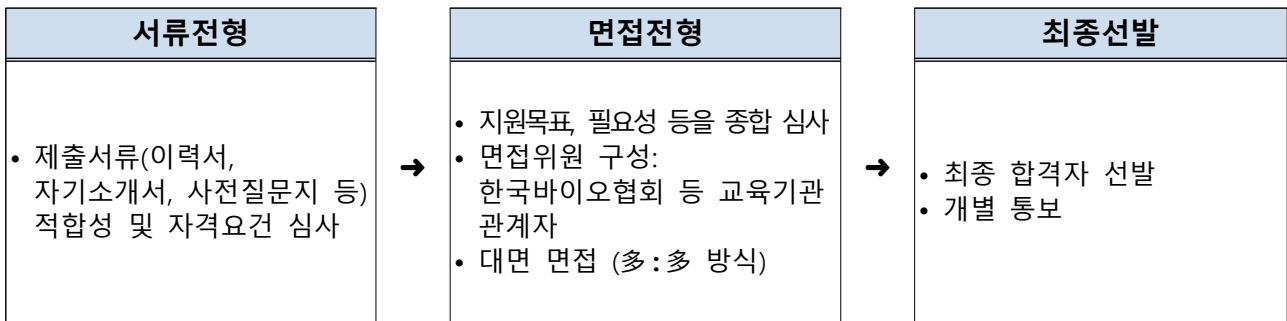 서류전형
• 제출서류(이력서,
자기소개서, 사전질문지 등)
적합성 및 자격요건 심사
➜
면접전형
• 지원목표, 필요성 등을 종합 심사
• 면접위원 구성:
한국바이오협회 등 교육기관
관계자
• 대면 면접 (多:多 방식)
➜
최종선발
• 최종 합격자 선발
• 개별 통보